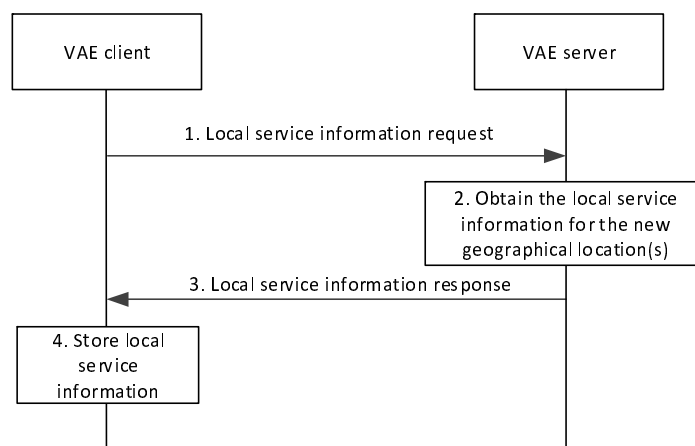 VAE client
VAE server
1. Local service information request
2. Obtain the local service
information for the new
geographical location(s)
3. Local service information response
4. Store local
service
information